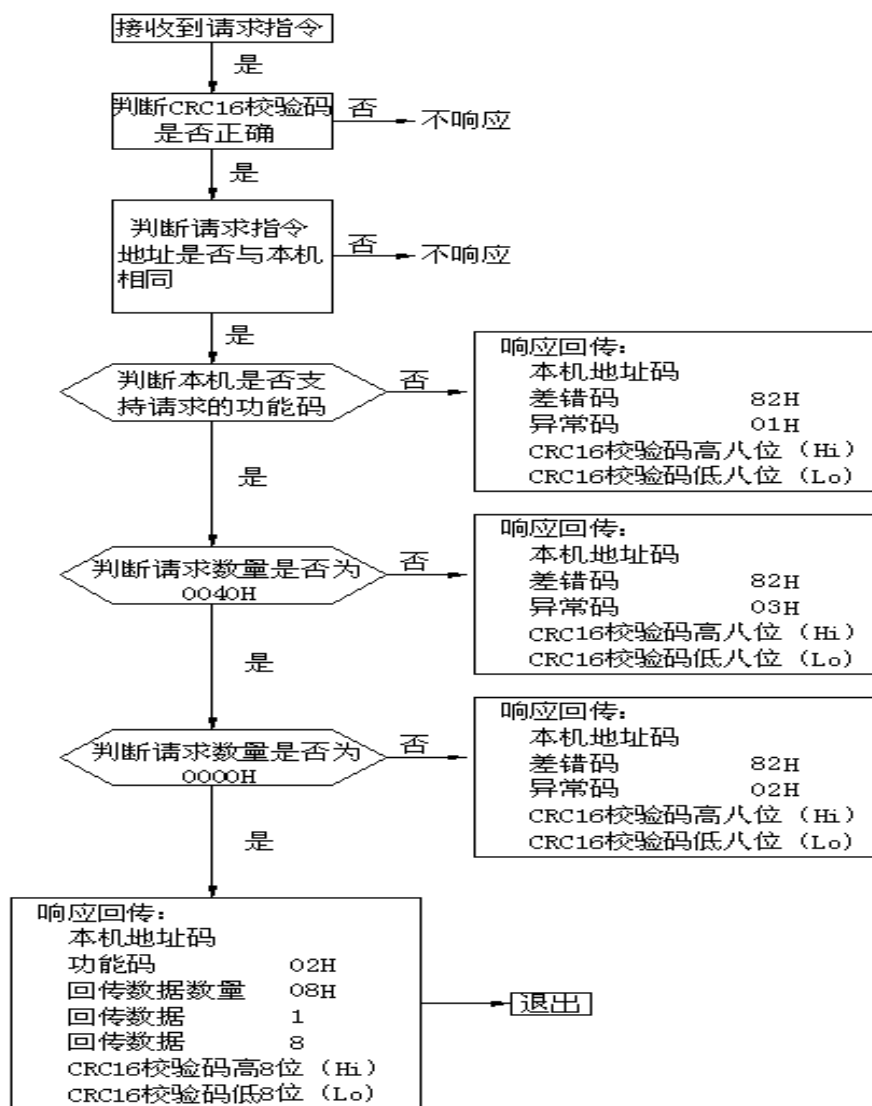 接收到请求指令
是
判断CRC16校验码
是否正确
否
不响应
是
判断请求指令
地址是否与本机
相同
否
不响应
是
判断本机是否支
持请求的功能码
否
响应回传:
本机地址码
差错码 82H
异常码 01H
CRC16校验码高八位 (Hi)
CRC16校验码低八位 (Lo)
是
判断请求数量是否为
0040H
否
响应回传:
本机地址码
差错码 82H
异常码 03H
CRC16校验码高八位 (Hi)
CRC16校验码低八位 (Lo)
是
判断请求数量是否为
0000H
否
响应回传:
本机地址码
差错码 82H
异常码 02H
CRC16校验码高八位 (Hi)
CRC16校验码低八位 (Lo)
是
响应回传:
本机地址码
功能码 02H
回传数据数量 08H
回传数据 1
回传数据 8
CRC16校验码高8位 (Hi)
CRC16校验码低8位 (Lo)
退出